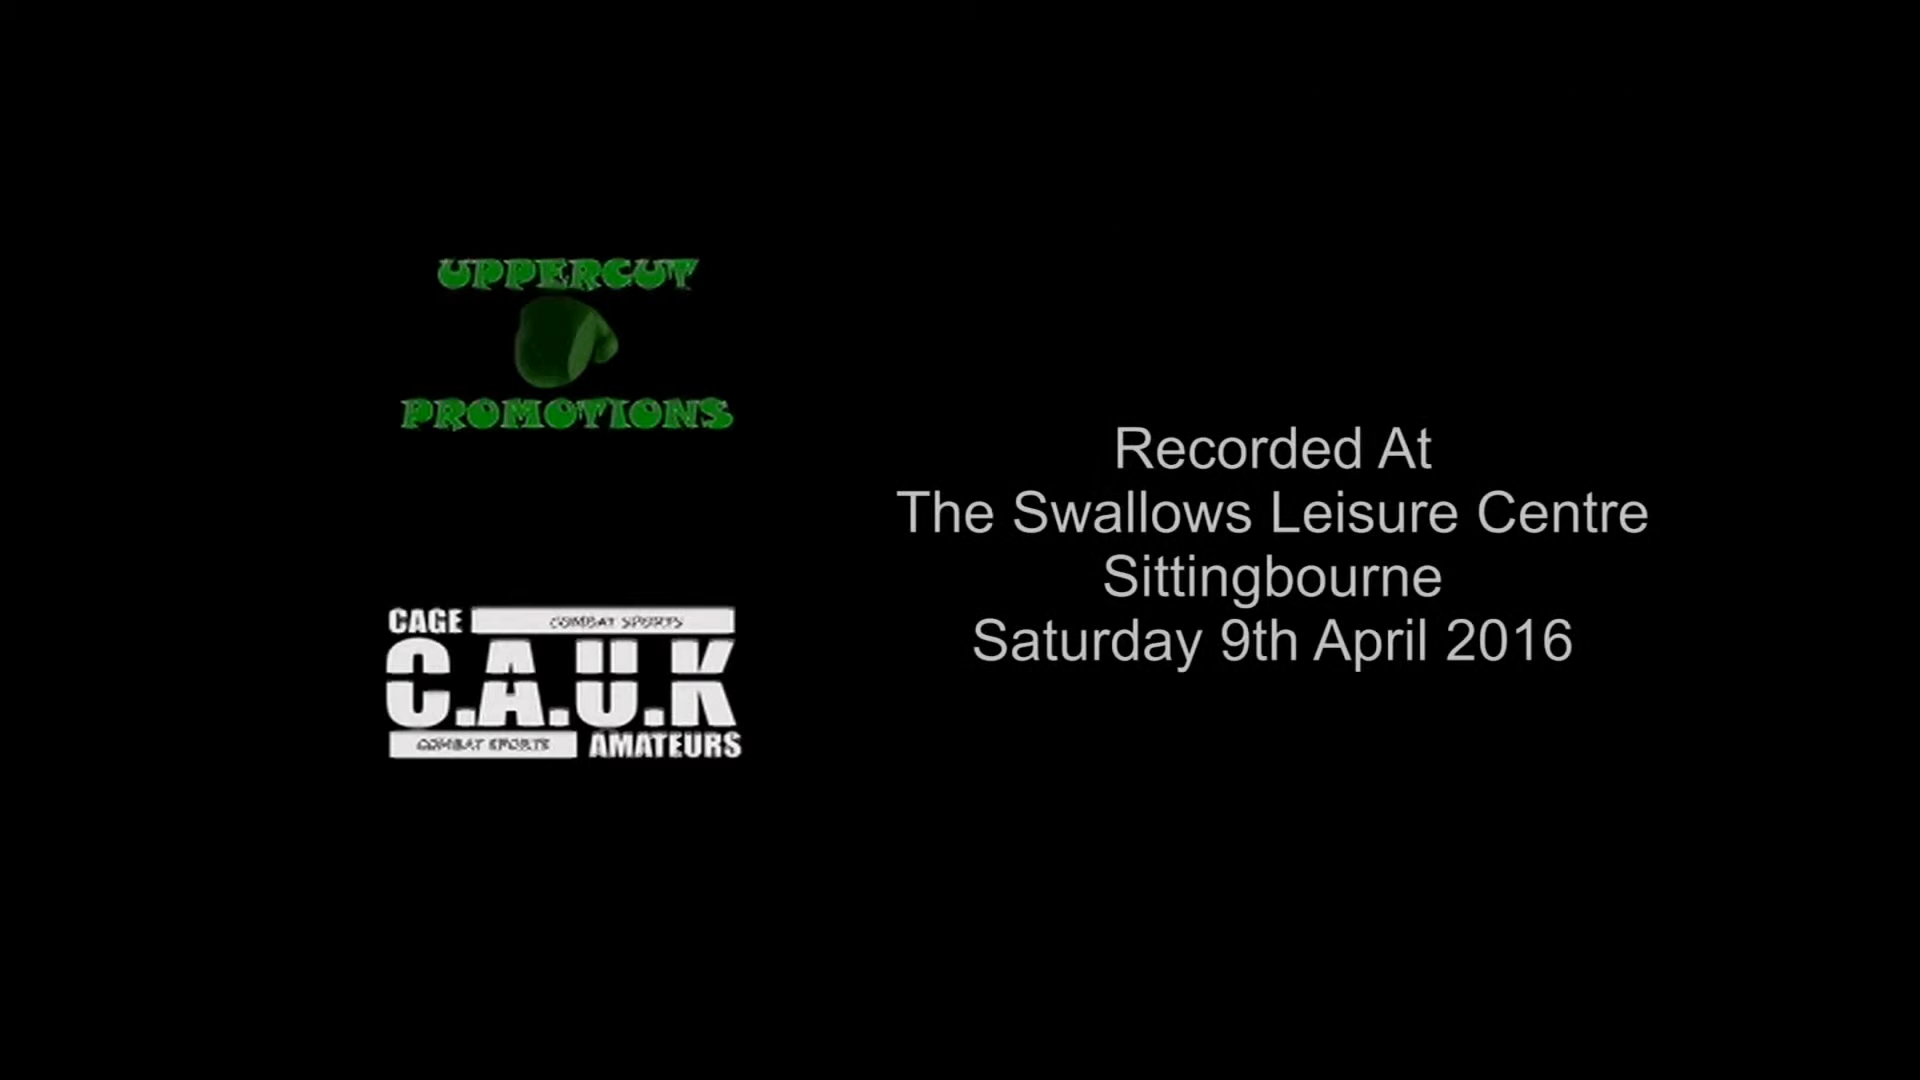 UPPERCUT
PROMOTIONS
CAGE COMBAT SPORTS
C.A.U.K
COMBAT SPORTS AMATEURS
Recorded At
The Swallows Leisure Centre
Sittingbourne
Saturday 9th April 2016